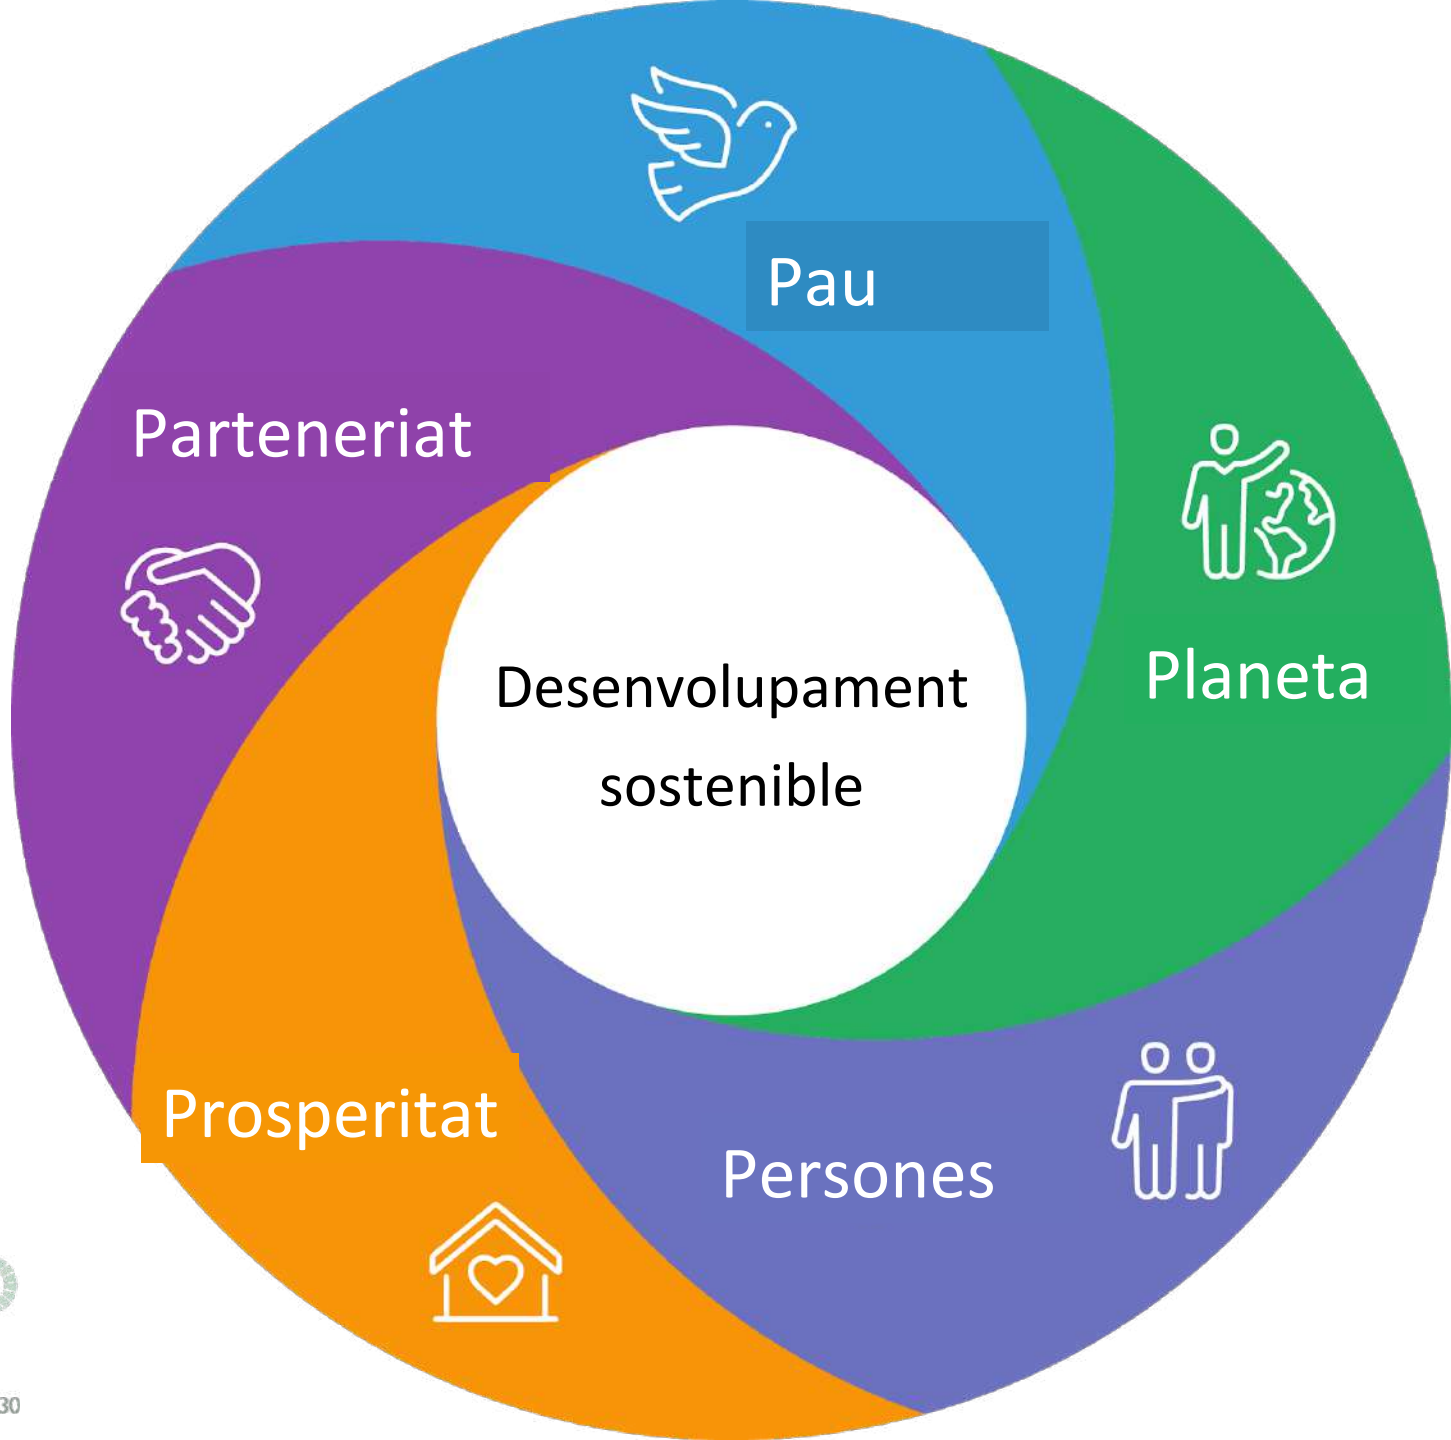 Pau
Parteneriat
Planeta
Desenvolupament
sostenible
Prosperitat
Persones
30